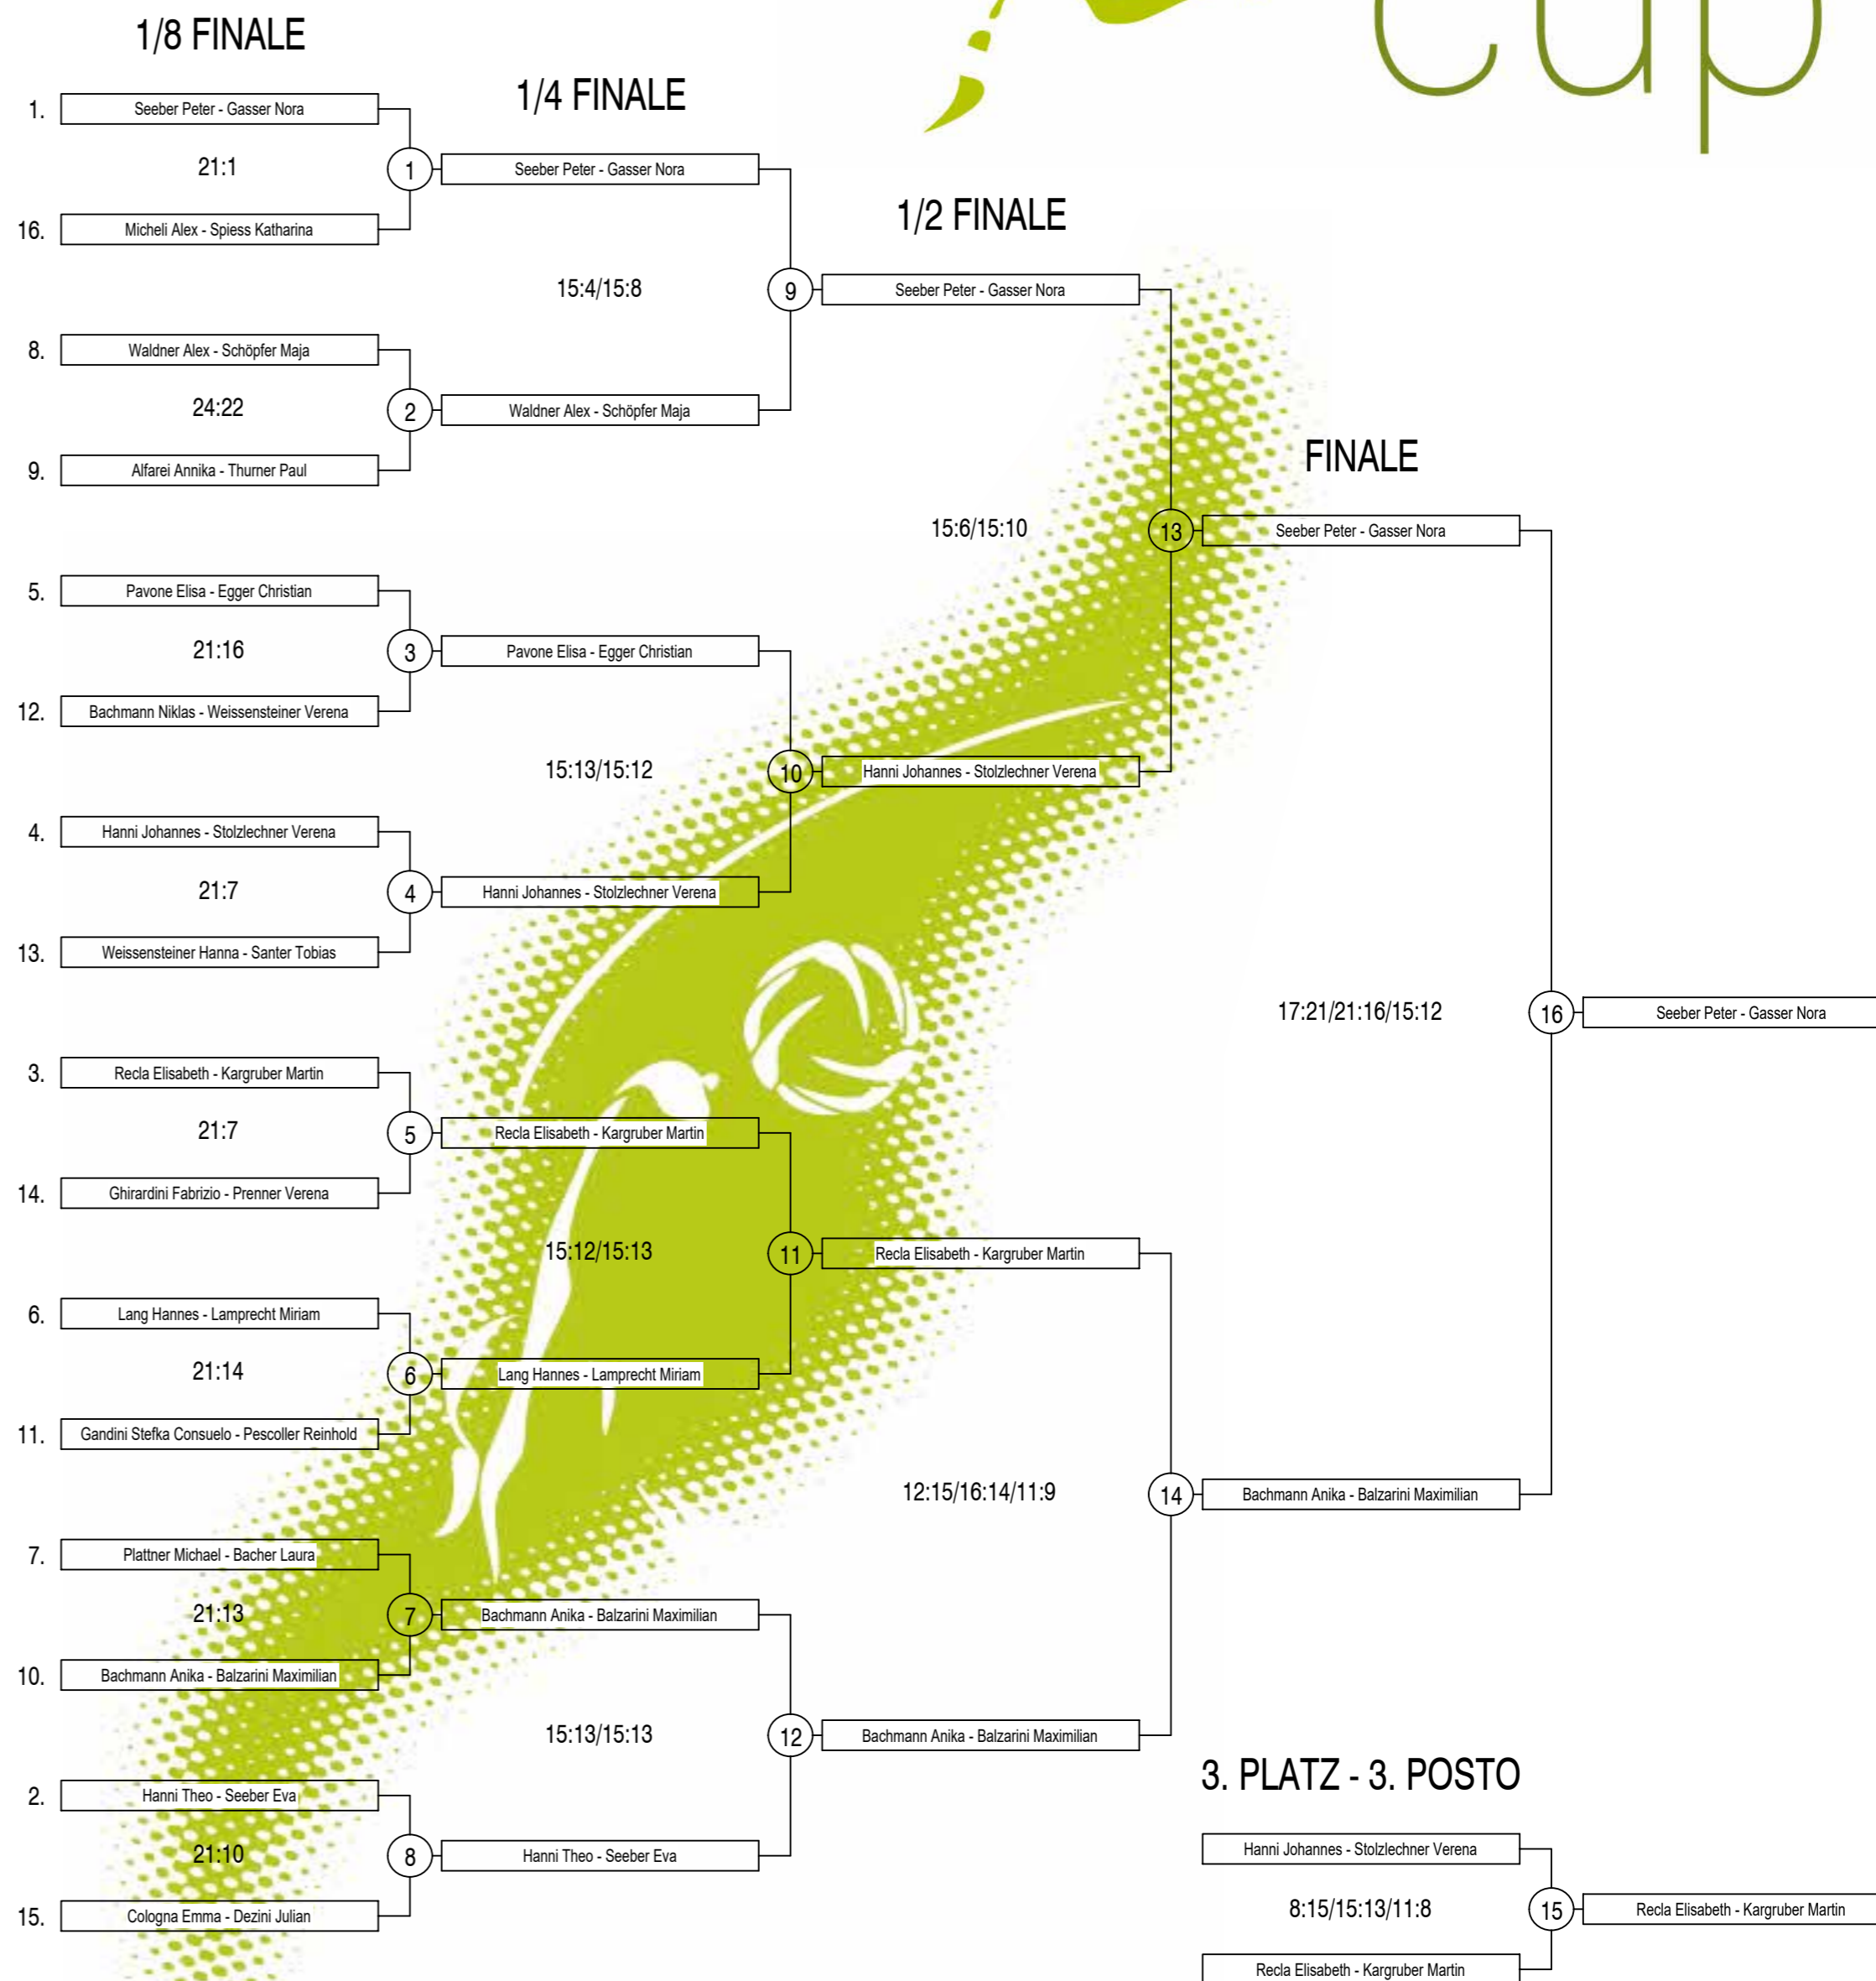 cup
1/8 FINALE
1/4 FINALE
1/2 FINALE
FINALE
1. Seeber Peter - Gasser Nora
21:1
1
Seeber Peter - Gasser Nora
16. Micheli Alex - Spiess Katharina
15:4/15:8
9
Seeber Peter - Gasser Nora
8. Waldner Alex - Schöpfer Maja
24:22
2
Waldner Alex - Schöpfer Maja
9. Alfarei Annika - Thurner Paul
15:6/15:10
13
Seeber Peter - Gasser Nora
5. Pavone Elisa - Egger Christian
21:16
3
Pavone Elisa - Egger Christian
12. Bachmann Niklas - Weissensteiner Verena
15:13/15:12
10
Hanni Johannes - Stolzlechner Verena
4. Hanni Johannes - Stolzlechner Verena
21:7
4
Hanni Johannes - Stolzlechner Verena
13. Weissensteiner Hanna - Santer Tobias
17:21/21:16/15:12
16
Seeber Peter - Gasser Nora
3. Recla Elisabeth - Kargruber Martin
21:7
5
Recla Elisabeth - Kargruber Martin
14. Ghirardini Fabrizio - Prenner Verena
15:12/15:13
11
Recla Elisabeth - Kargruber Martin
6. Lang Hannes - Lamprecht Miriam
21:14
6
Lang Hannes - Lamprecht Miriam
11. Gandini Stefka Consuelo - Pescoller Reinhold
12:15/16:14/11:9
14
Bachmann Anika - Balzarini Maximilian
7. Plattner Michael - Bacher Laura
21:13
7
Bachmann Anika - Balzarini Maximilian
10. Bachmann Anika - Balzarini Maximilian
15:13/15:13
12
Bachmann Anika - Balzarini Maximilian
2. Hanni Theo - Seeber Eva
21:10
8
Hanni Theo - Seeber Eva
15. Cologna Emma - Dezini Julian
3. PLATZ - 3. POSTO
Hanni Johannes - Stolzlechner Verena
8:15/15:13/11:8
15
Recla Elisabeth - Kargruber Martin
Recla Elisabeth - Kargruber Martin